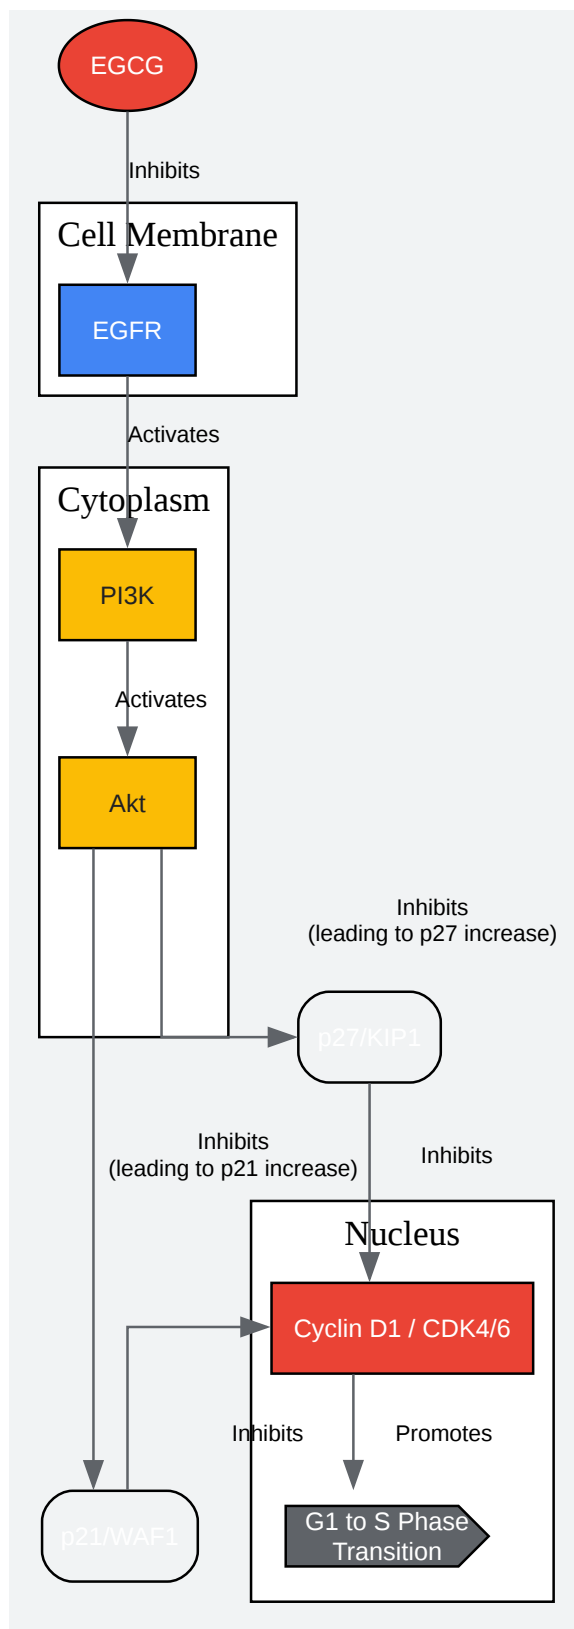 EGCG
Inhibits
Cell Membrane
EGFR
Activates
Cytoplasm
PI3K
Activates
Akt
Inhibits
(leading to p27 increase)
p27/KIP1
Inhibits
(leading to p21 increase)
Inhibits
Nucleus
Cyclin D1 / CDK4/6
Inhibits
Promotes
G1 to S Phase
Transition
p21/WAF1